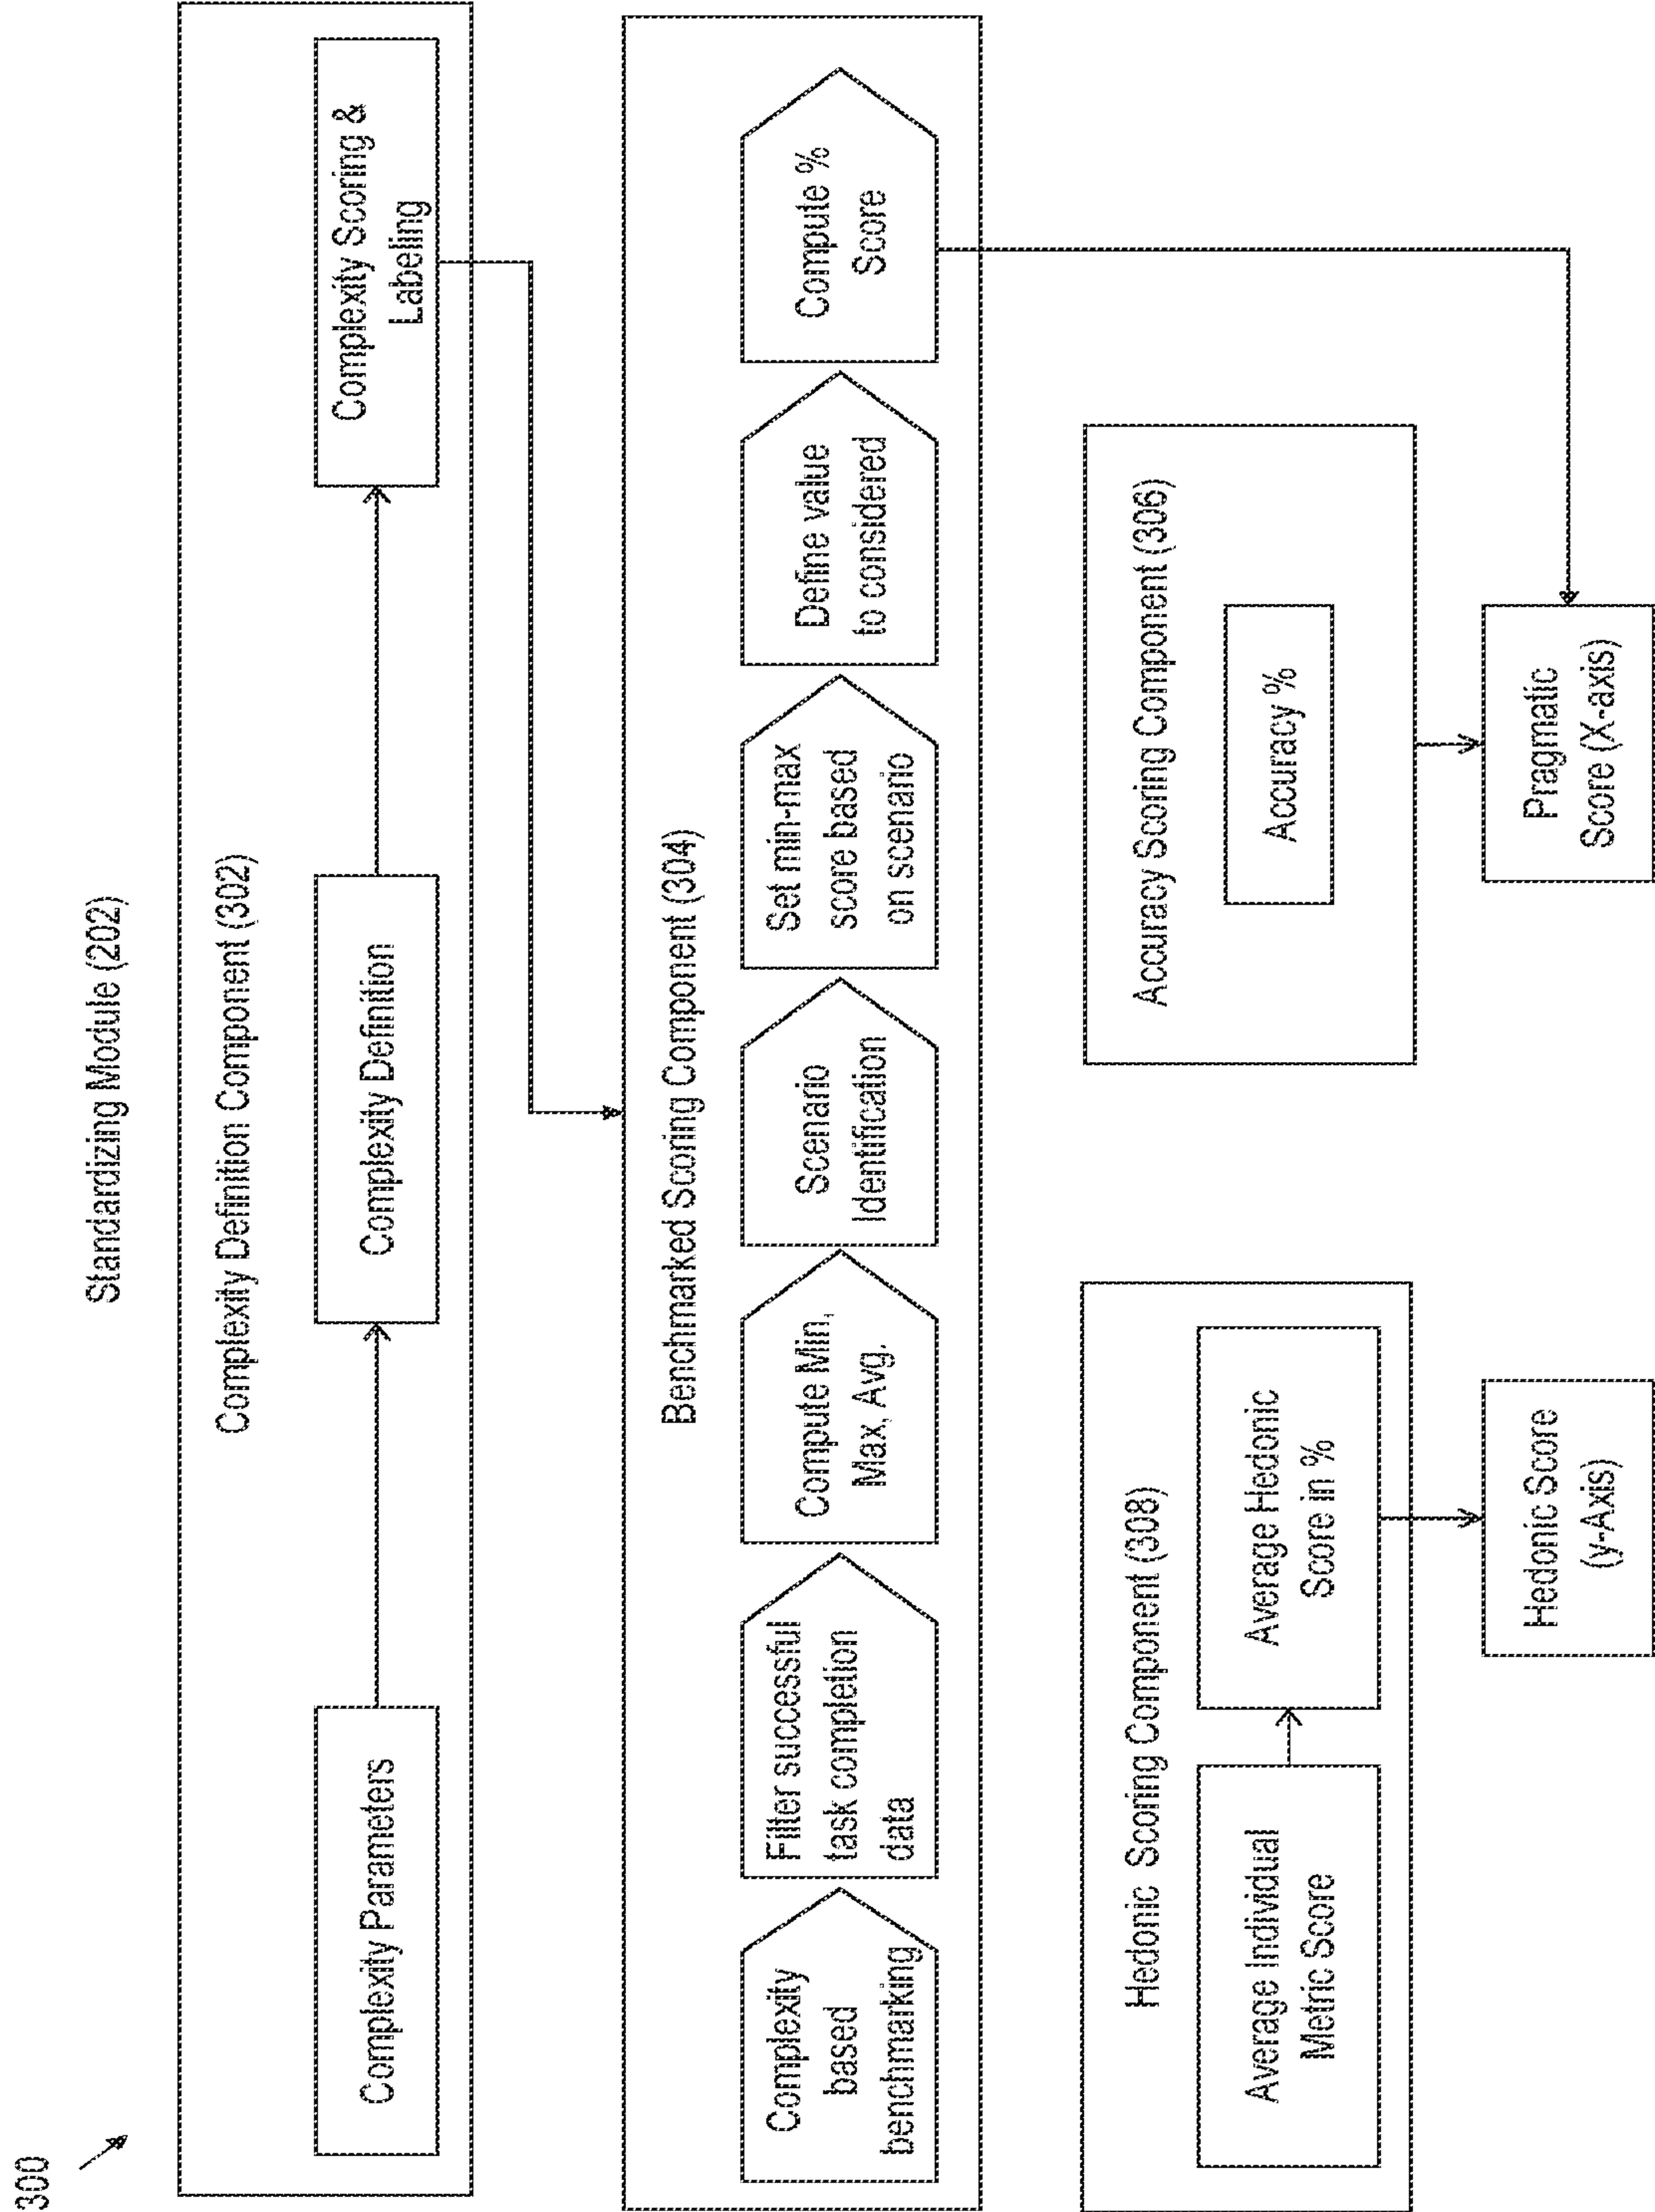 300
Standardizing Module (202)
Complexity Definition Component (302)
Complexity Parameters
Complexity Definition
Complexity Scoring &
Labeling
Benchmarked Scoring Component (304)
Complexity
based
benchmarking
Filter successful
task completion
data
Compute Min,
Max, Avg.
Scenario
Identification
Set min-max
score based
on scenario
Define value
to considered
Compute %
Score
Hedonic Scoring Component (308)
Average Individual
Metric Score
Average Hedonic
Score in %
Hedonic Score
(y-Axis)
Accuracy Scoring Component (306)
Accuracy %
Pragmatic
Score (X-axis)